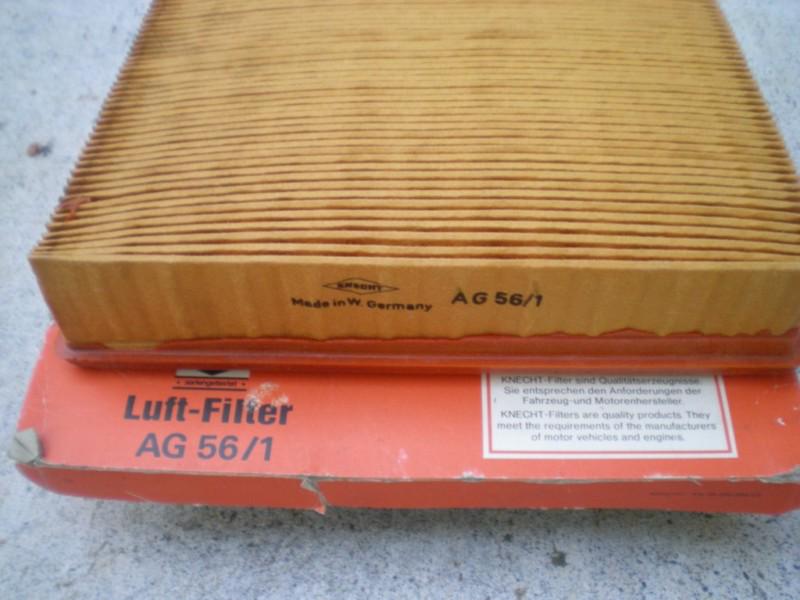 KNECHT
Made in W. Germany
AG 56/1
Luft-Filter
AG 56/1
KNECHT-Filter sind Qualitätserzeugnisse.
Sie entsprechen den Anforderungen der
Fahrzeug-und Motorenhersteller.
KNECHT-Filters are quality products. They
meet the requirements of the manufacturers
of motor vehicles and engines.